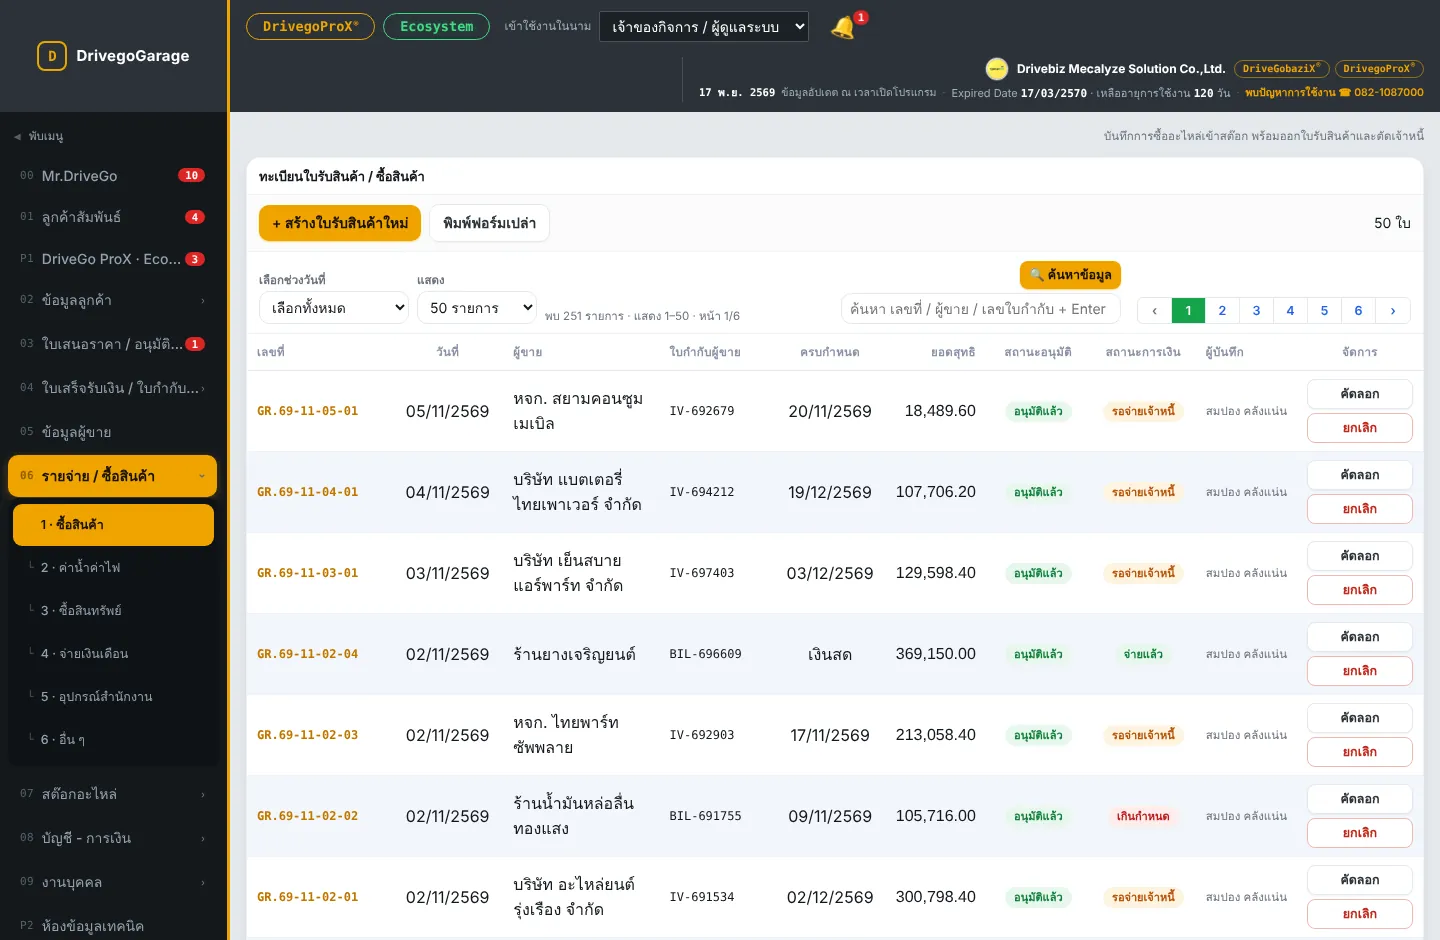 D DrivegoGarage
DrivegoProX® Ecosystem เข้าใช้งานในนาม เจ้าของกิจการ / ผู้ดูแลระบบ 1
Drivebiz Mecalyze Solution Co.,Ltd. DriveGobaziX® DrivegoProX®
17 พ.ย. 2569 ข้อมูลอัปเดต ณ เวลาเปิดโปรแกรม · Expired Date 17/03/2570 · เหลืออายุการใช้งาน 120 วัน · พบปัญหาการใช้งาน ☎ 082-1087000
◀ พับเมนู
00 Mr.DriveGo 10
01 ลูกค้าสัมพันธ์ 4
P1 DriveGo ProX · Eco... 3
02 ข้อมูลลูกค้า ›
03 ใบเสนอราคา / อนุมัติ... 1
04 ใบเสร็จรับเงิน / ใบกำกับ... ›
05 ข้อมูลผู้ขาย
06 รายจ่าย / ซื้อสินค้า
1 · ซื้อสินค้า
└ 2 · ค่าน้ำค่าไฟ
└ 3 · ซื้อสินทรัพย์
└ 4 · จ่ายเงินเดือน
└ 5 · อุปกรณ์สำนักงาน
└ 6 · อื่น ๆ
07 สต๊อกอะไหล่ ›
08 บัญชี - การเงิน ›
09 งานบุคคล ›
P2 ห้องข้อมูลเทคนิค
บันทึกการซื้ออะไหล่เข้าสต๊อก พร้อมออกใบรับสินค้าและตัดเจ้าหนี้
ทะเบียนใบรับสินค้า / ซื้อสินค้า
+ สร้างใบรับสินค้าใหม่ พิมพ์ฟอร์มเปล่า 50 ใบ
เลือกช่วงวันที่ แสดง 🔍 ค้นหาข้อมูล
เลือกทั้งหมด 50 รายการ พบ 251 รายการ · แสดง 1–50 · หน้า 1/6 ค้นหา เลขที่ / ผู้ขาย / เลขใบกำกับ + Enter ‹ 1 2 3 4 5 6 ›
เลขที่ วันที่ ผู้ขาย ใบกำกับผู้ขาย ครบกำหนด ยอดสุทธิ สถานะอนุมัติ สถานะการเงิน ผู้บันทึก จัดการ
GR.69-11-05-01 05/11/2569 หจก. สยามคอนซูม IV-692679 20/11/2569 18,489.60 อนุมัติแล้ว รอจ่ายเจ้าหนี้ สมปอง คลังแน่น คัดลอก
เมเบิล ยกเลิก
GR.69-11-04-01 04/11/2569 บริษัท แบตเตอรี่ IV-694212 19/12/2569 107,706.20 อนุมัติแล้ว รอจ่ายเจ้าหนี้ สมปอง คลังแน่น คัดลอก
ไทยเพาเวอร์ จำกัด ยกเลิก
GR.69-11-03-01 03/11/2569 บริษัท เย็นสบาย IV-697403 03/12/2569 129,598.40 อนุมัติแล้ว รอจ่ายเจ้าหนี้ สมปอง คลังแน่น คัดลอก
แอร์พาร์ท จำกัด ยกเลิก
GR.69-11-02-04 02/11/2569 ร้านยางเจริญยนต์ BIL-696609 เงินสด 369,150.00 อนุมัติแล้ว จ่ายแล้ว สมปอง คลังแน่น คัดลอก
ยกเลิก
GR.69-11-02-03 02/11/2569 หจก. ไทยพาร์ท IV-692903 17/11/2569 213,058.40 อนุมัติแล้ว รอจ่ายเจ้าหนี้ สมปอง คลังแน่น คัดลอก
ซัพพลาย ยกเลิก
GR.69-11-02-02 02/11/2569 ร้านน้ำมันหล่อลื่น BIL-691755 09/11/2569 105,716.00 อนุมัติแล้ว เกินกำหนด สมปอง คลังแน่น คัดลอก
ทองแสง ยกเลิก
GR.69-11-02-01 02/11/2569 บริษัท อะไหล่ยนต์ IV-691534 02/12/2569 300,798.40 อนุมัติแล้ว รอจ่ายเจ้าหนี้ สมปอง คลังแน่น คัดลอก
รุ่งเรือง จำกัด ยกเลิก